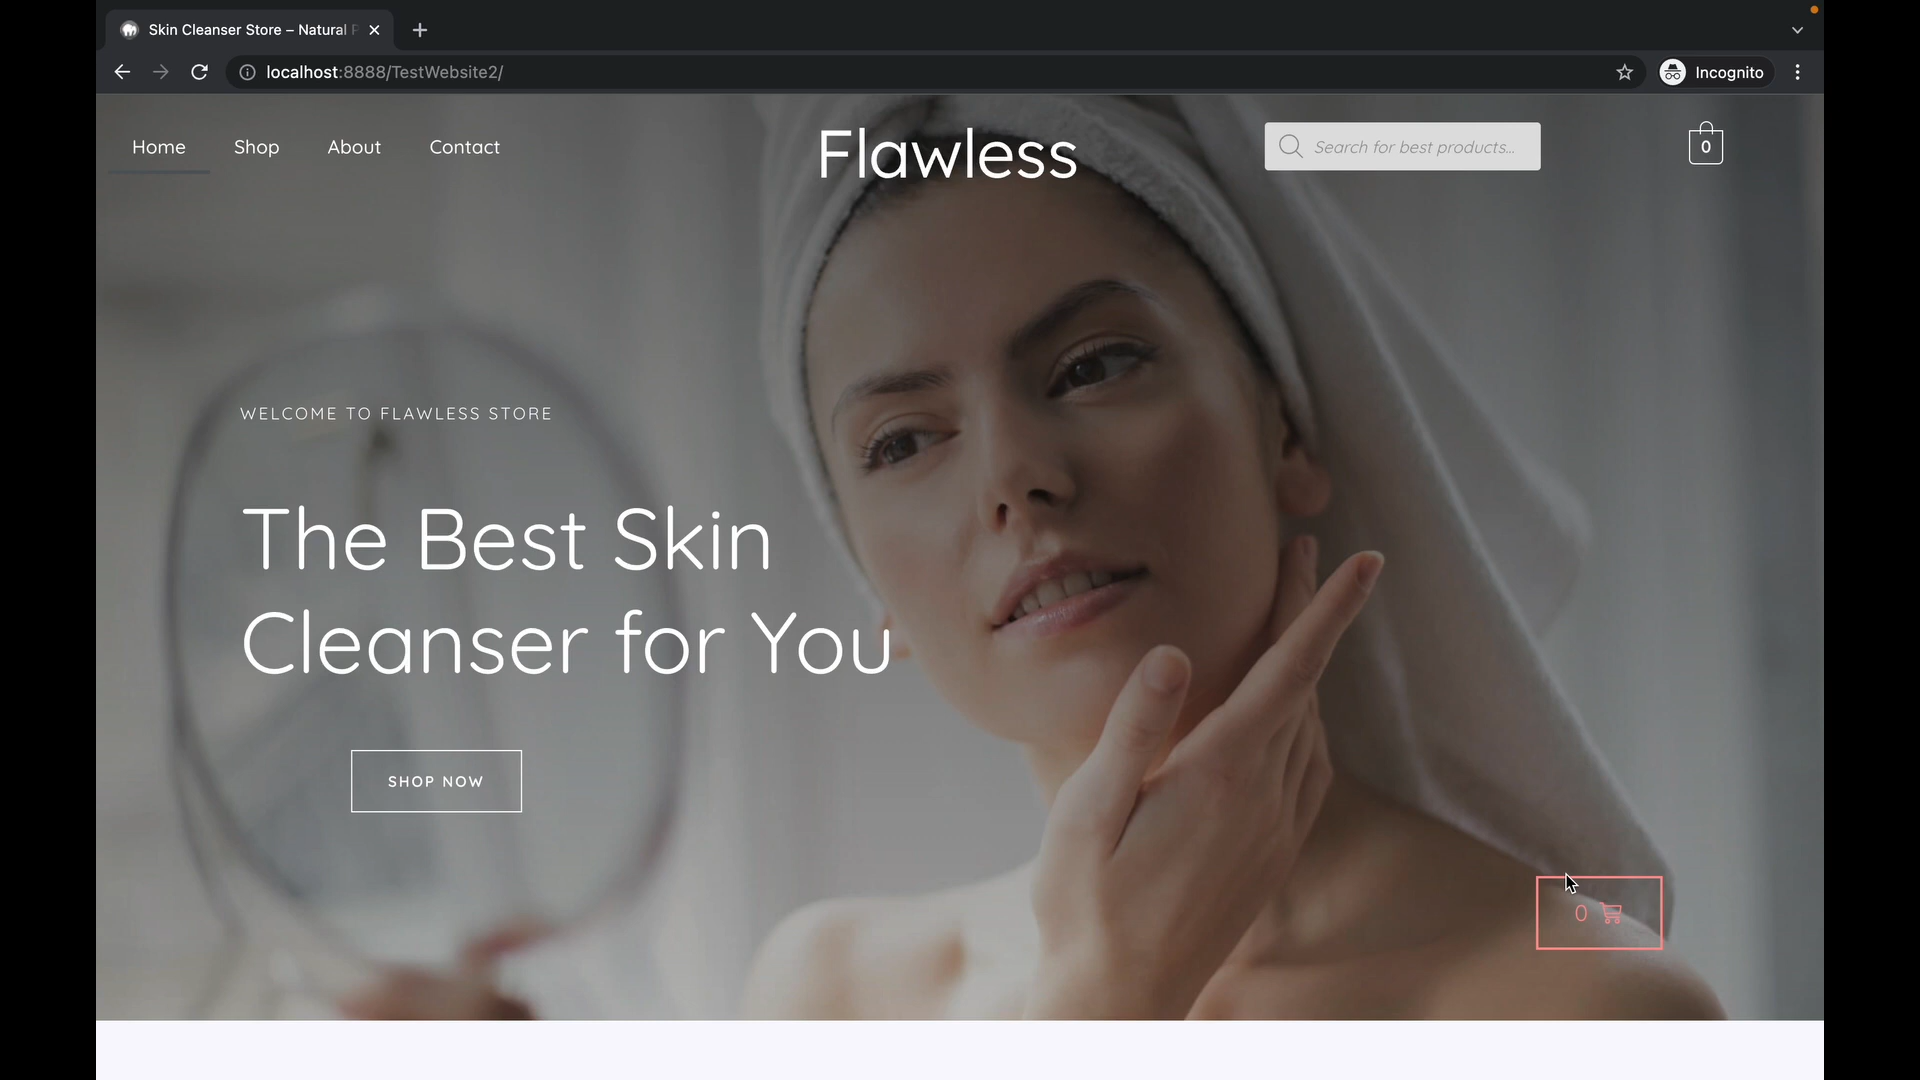 Skin Cleanser Store – Natural P
localhost:8888/TestWebsite2/
Incognito
Home
Shop
About
Contact
Flawless
Search for best products...
0
WELCOME TO FLAWLESS STORE
The Best Skin
Cleanser for You
SHOP NOW
0